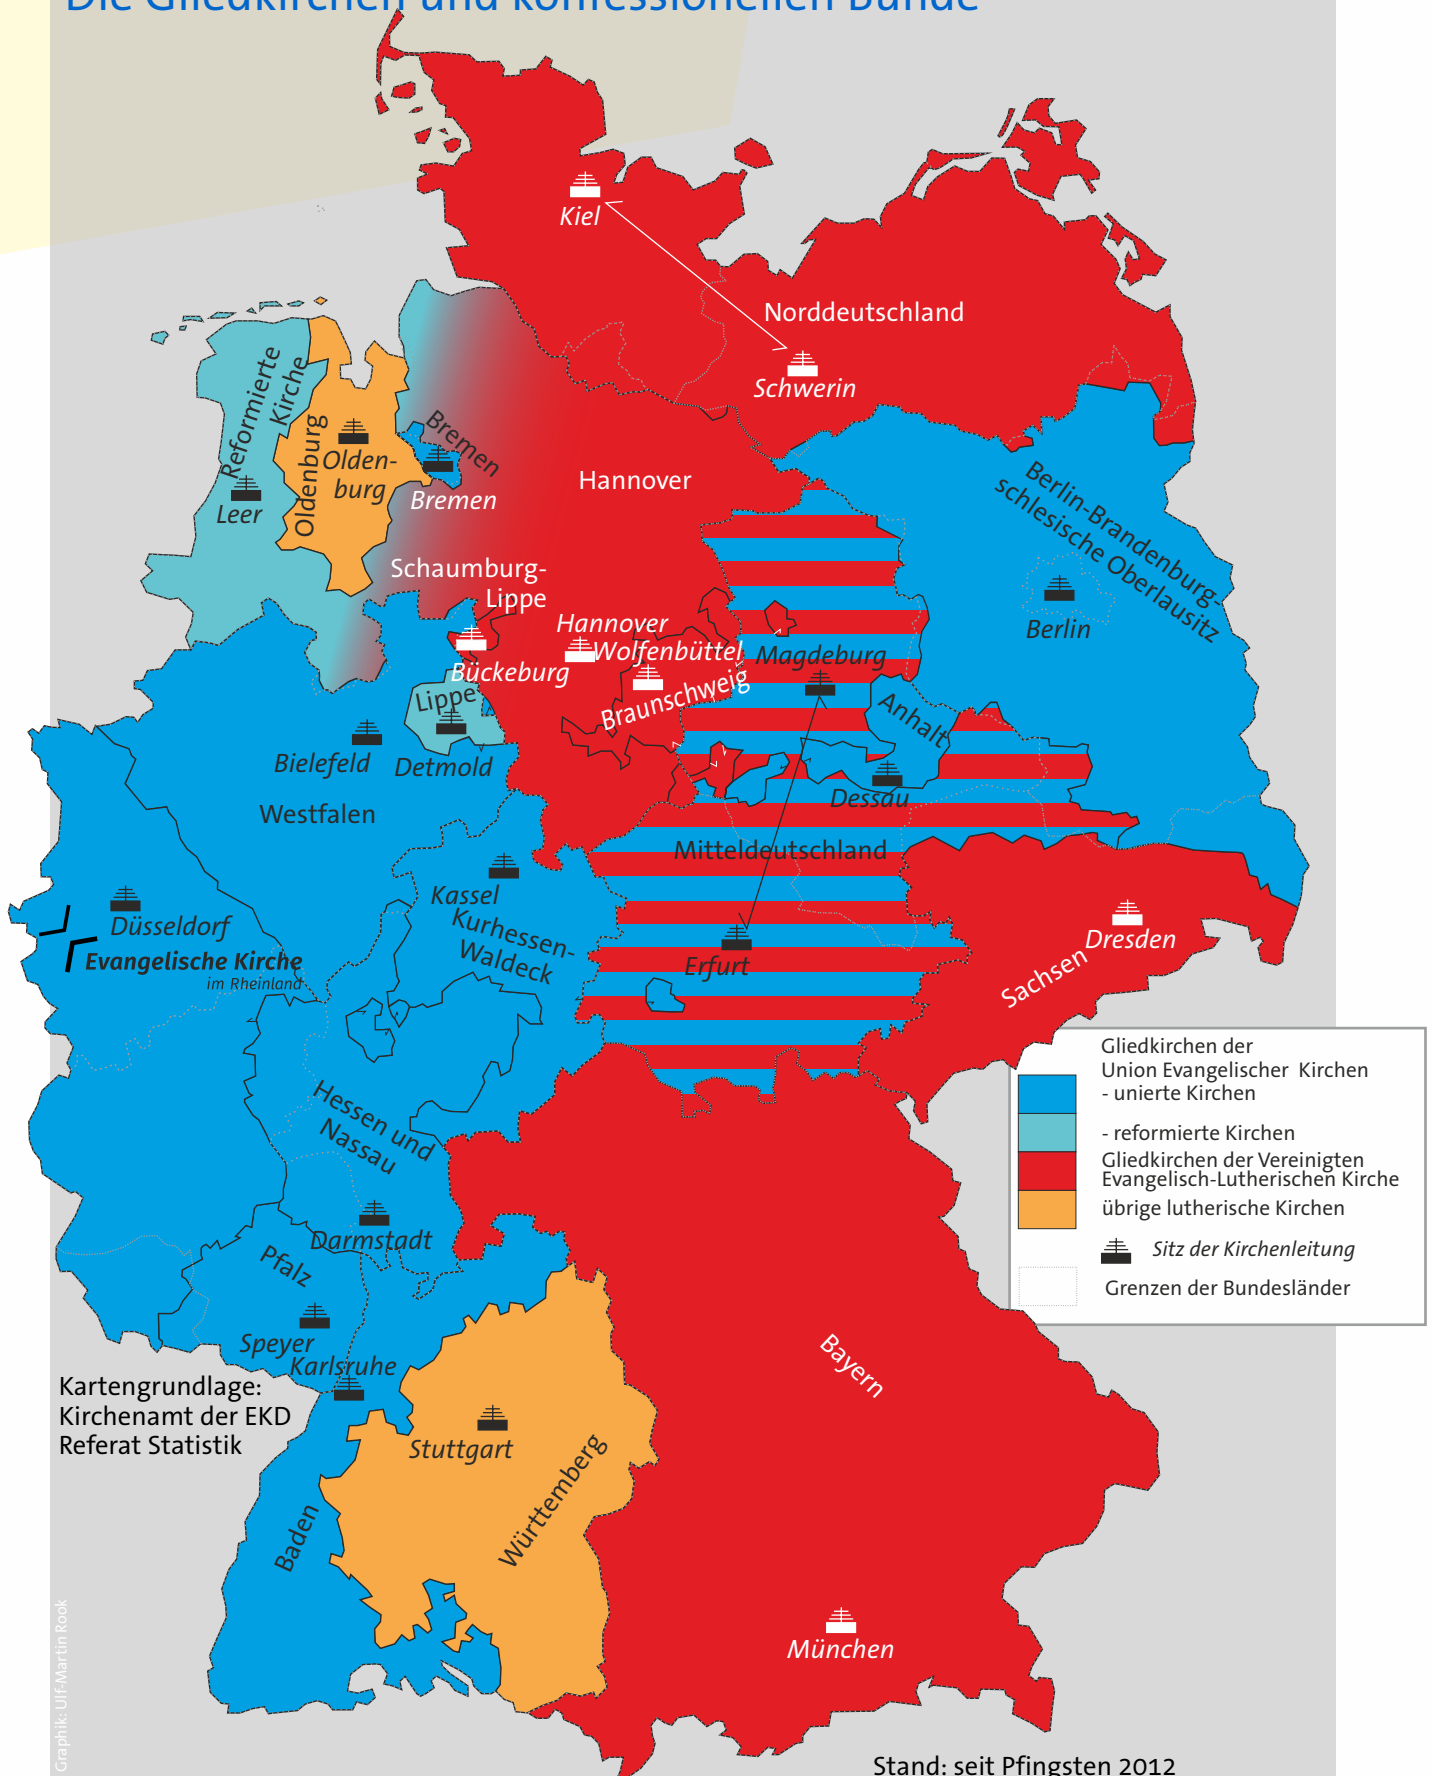 Die Gliedkirchen und konfessionellen Bünde
Kiel
Norddeutschland
Schwerin
Reformierte
Kirche
Leer
Oldenburg
Olden-
burg
Bremen
Bremen
Hannover
Schaumburg-
Lippe
Hannover
Wolfenbüttel
Bückeburg
Braunschweig
Magdeburg
Berlin-Brandenburg-
schlesische Oberlausitz
Berlin
Lippe
Anhalt
Bielefeld
Detmold
Dessau
Westfalen
Mitteldeutschland
Kassel
Kurhessen-
Waldeck
Düsseldorf
Evangelische Kirche
im Rheinland
Erfurt
Dresden
Sachsen
Gliedkirchen der
Union Evangelischer Kirchen
- unierte Kirchen
- reformierte Kirchen
Gliedkirchen der Vereinigten
Evangelisch-Lutherischen Kirche
übrige lutherische Kirchen
Sitz der Kirchenleitung
Grenzen der Bundesländer
Hessen und
Nassau
Darmstadt
Pfalz
Speyer
Karlsruhe
Kartengrundlage:
Kirchenamt der EKD
Referat Statistik
Stuttgart
Württemberg
Baden
Bayern
München
Graphik: Ulf-Martin Rook
Stand: seit Pfingsten 2012